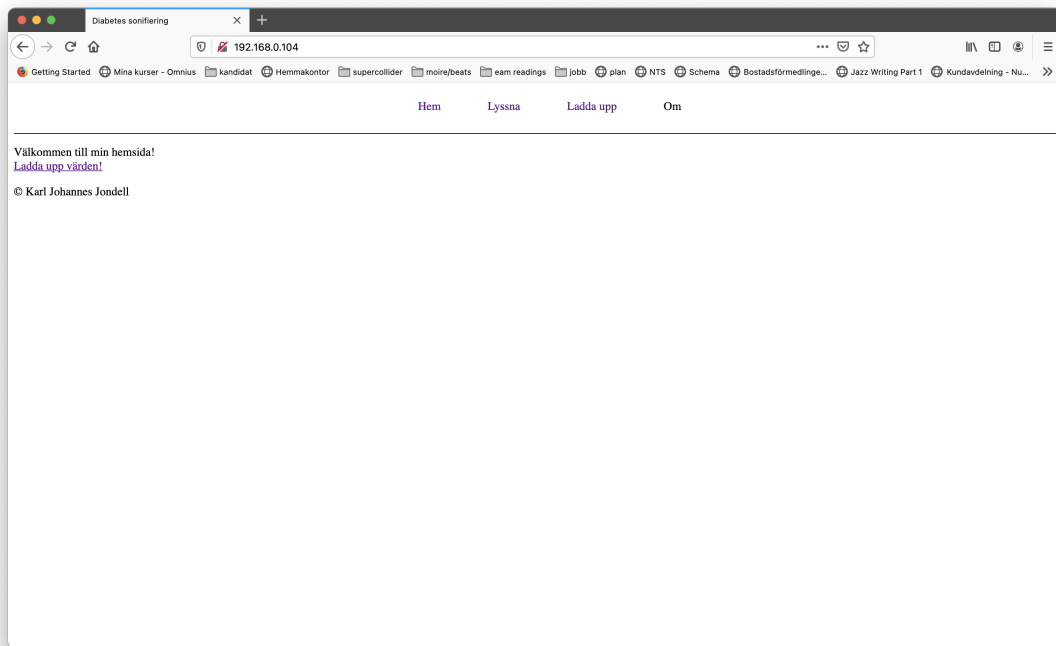 Diabetes sonifiering
192.168.0.104
Getting Started Mina kurser - Omnius kandidat Hemmakontor supercollider moire/beats eam readings jobb plan NTS Schema Bostadsförmedlinge... Jazz Writing Part 1 Kundavdelning - Nu...
Hem Lyssna Ladda upp Om
Välkommen till min hemsida!
Ladda upp värden!
© Karl Johannes Jondell